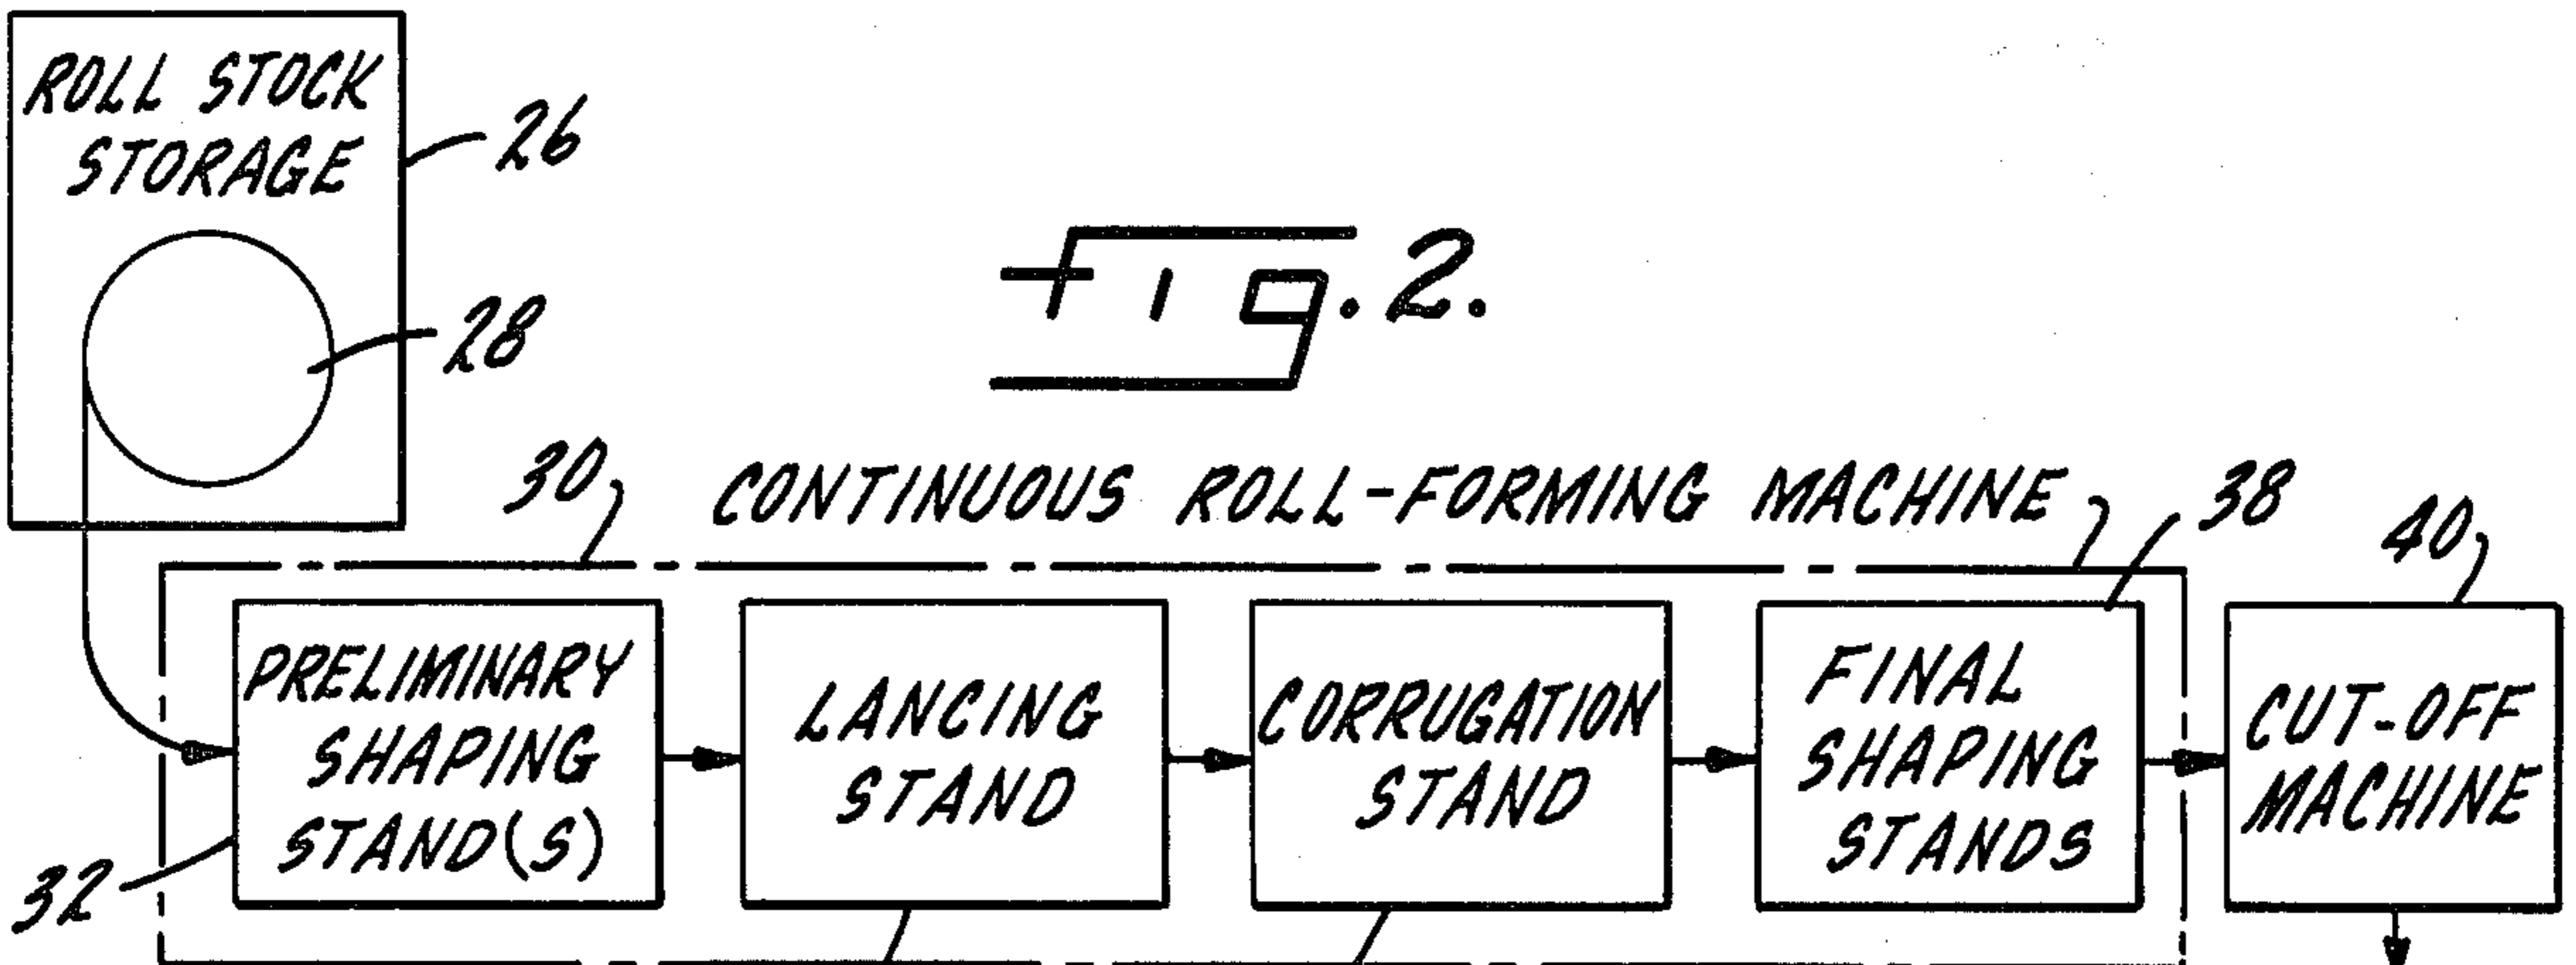 ROLL STOCK
STORAGE
26
28
Fig. 2.
30
CONTINUOUS ROLL-FORMING MACHINE
38
40
PRELIMINARY
SHAPING
STAND(S)
LANCING
STAND
CORRUGATION
STAND
FINAL
SHAPING
STANDS
CUT-OFF
MACHINE
32